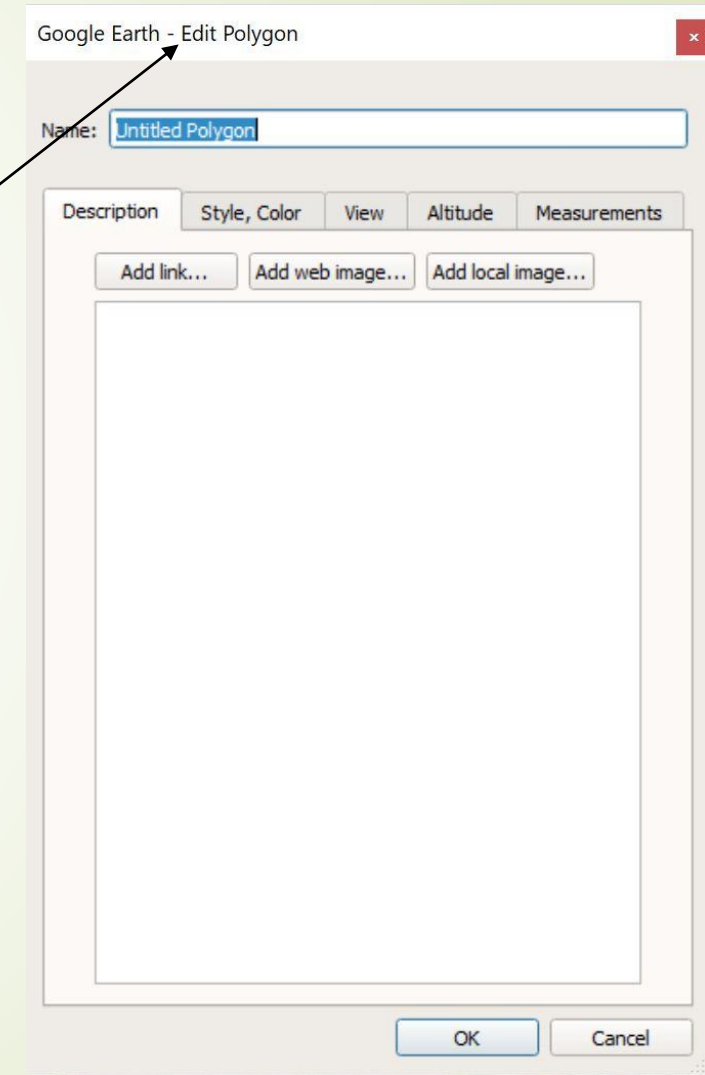 Google Earth - Edit Polygon
x
Name: Untitled Polygon
Description Style, Color View Altitude Measurements
Add link... Add web image... Add local image...
OK Cancel